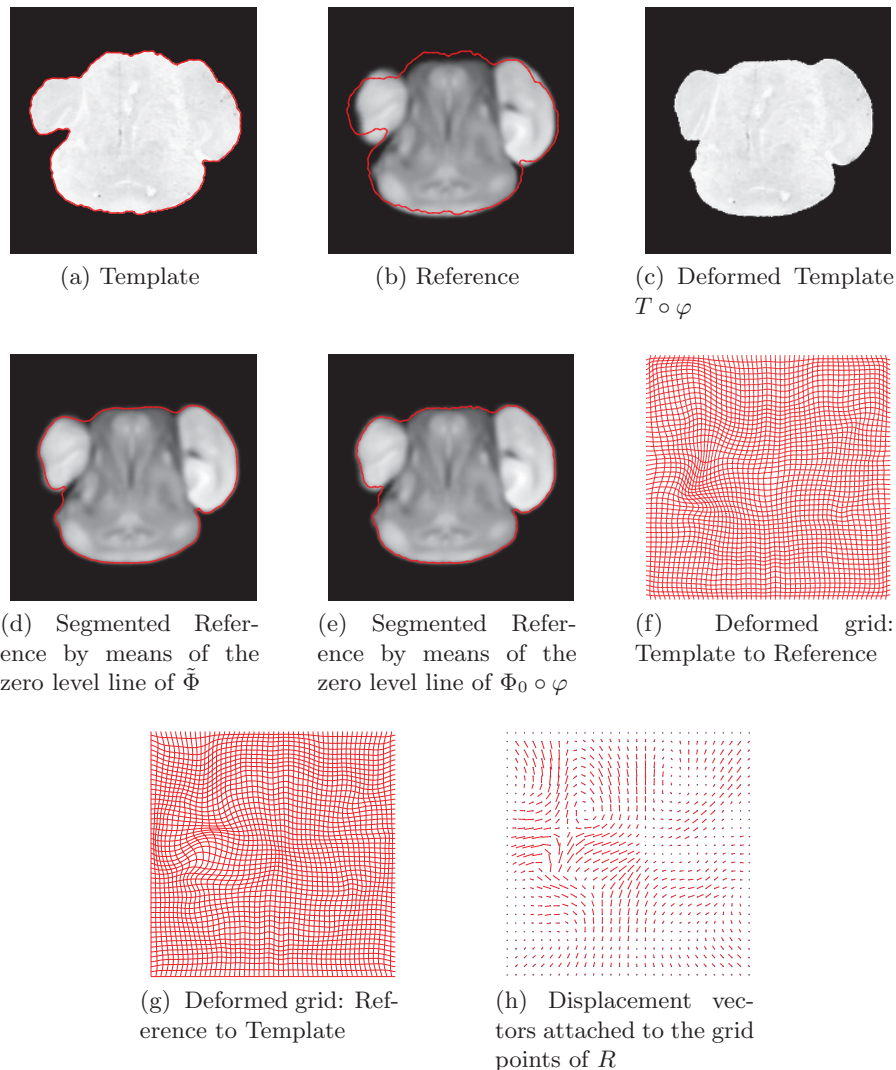 (a) Template
(b) Reference
(c) Deformed Template
T ∘ φ
(d) Segmented Refer-
ence by means of the
zero level line of Φ̃
(e) Segmented Refer-
ence by means of the
zero level line of Φ₀ ∘ φ
(f) Deformed grid:
Template to Reference
(g) Deformed grid: Ref-
erence to Template
(h) Displacement vec-
tors attached to the grid
points of R